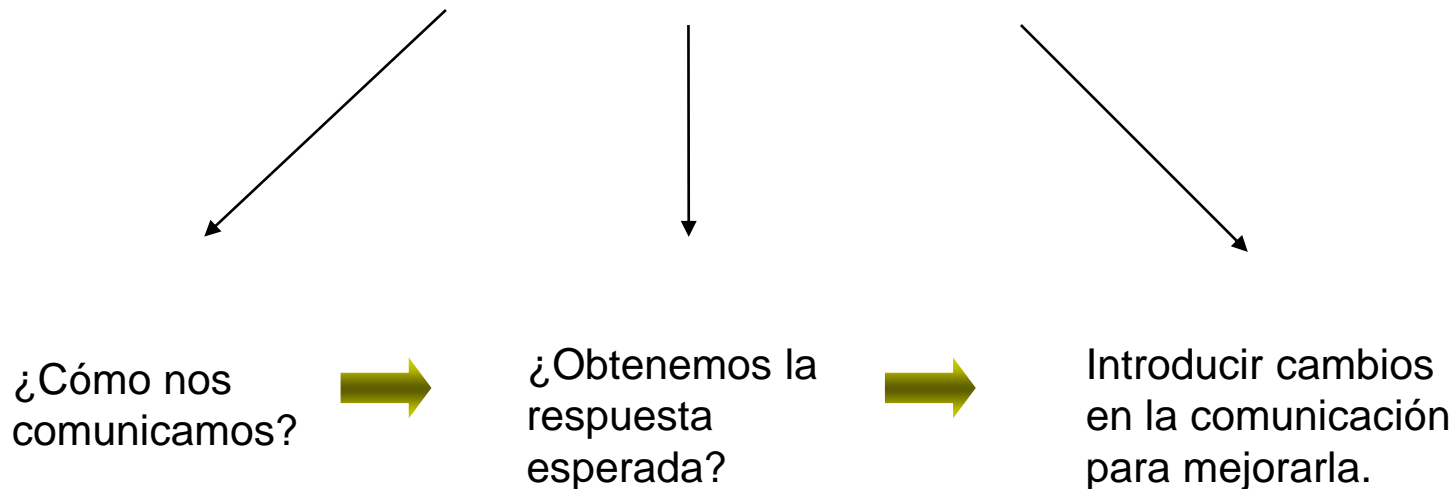 ¿Cómo nos
comunicamos?
¿Obtenemos la
respuesta
esperada?
Introducir cambios
en la comunicación
para mejorarla.